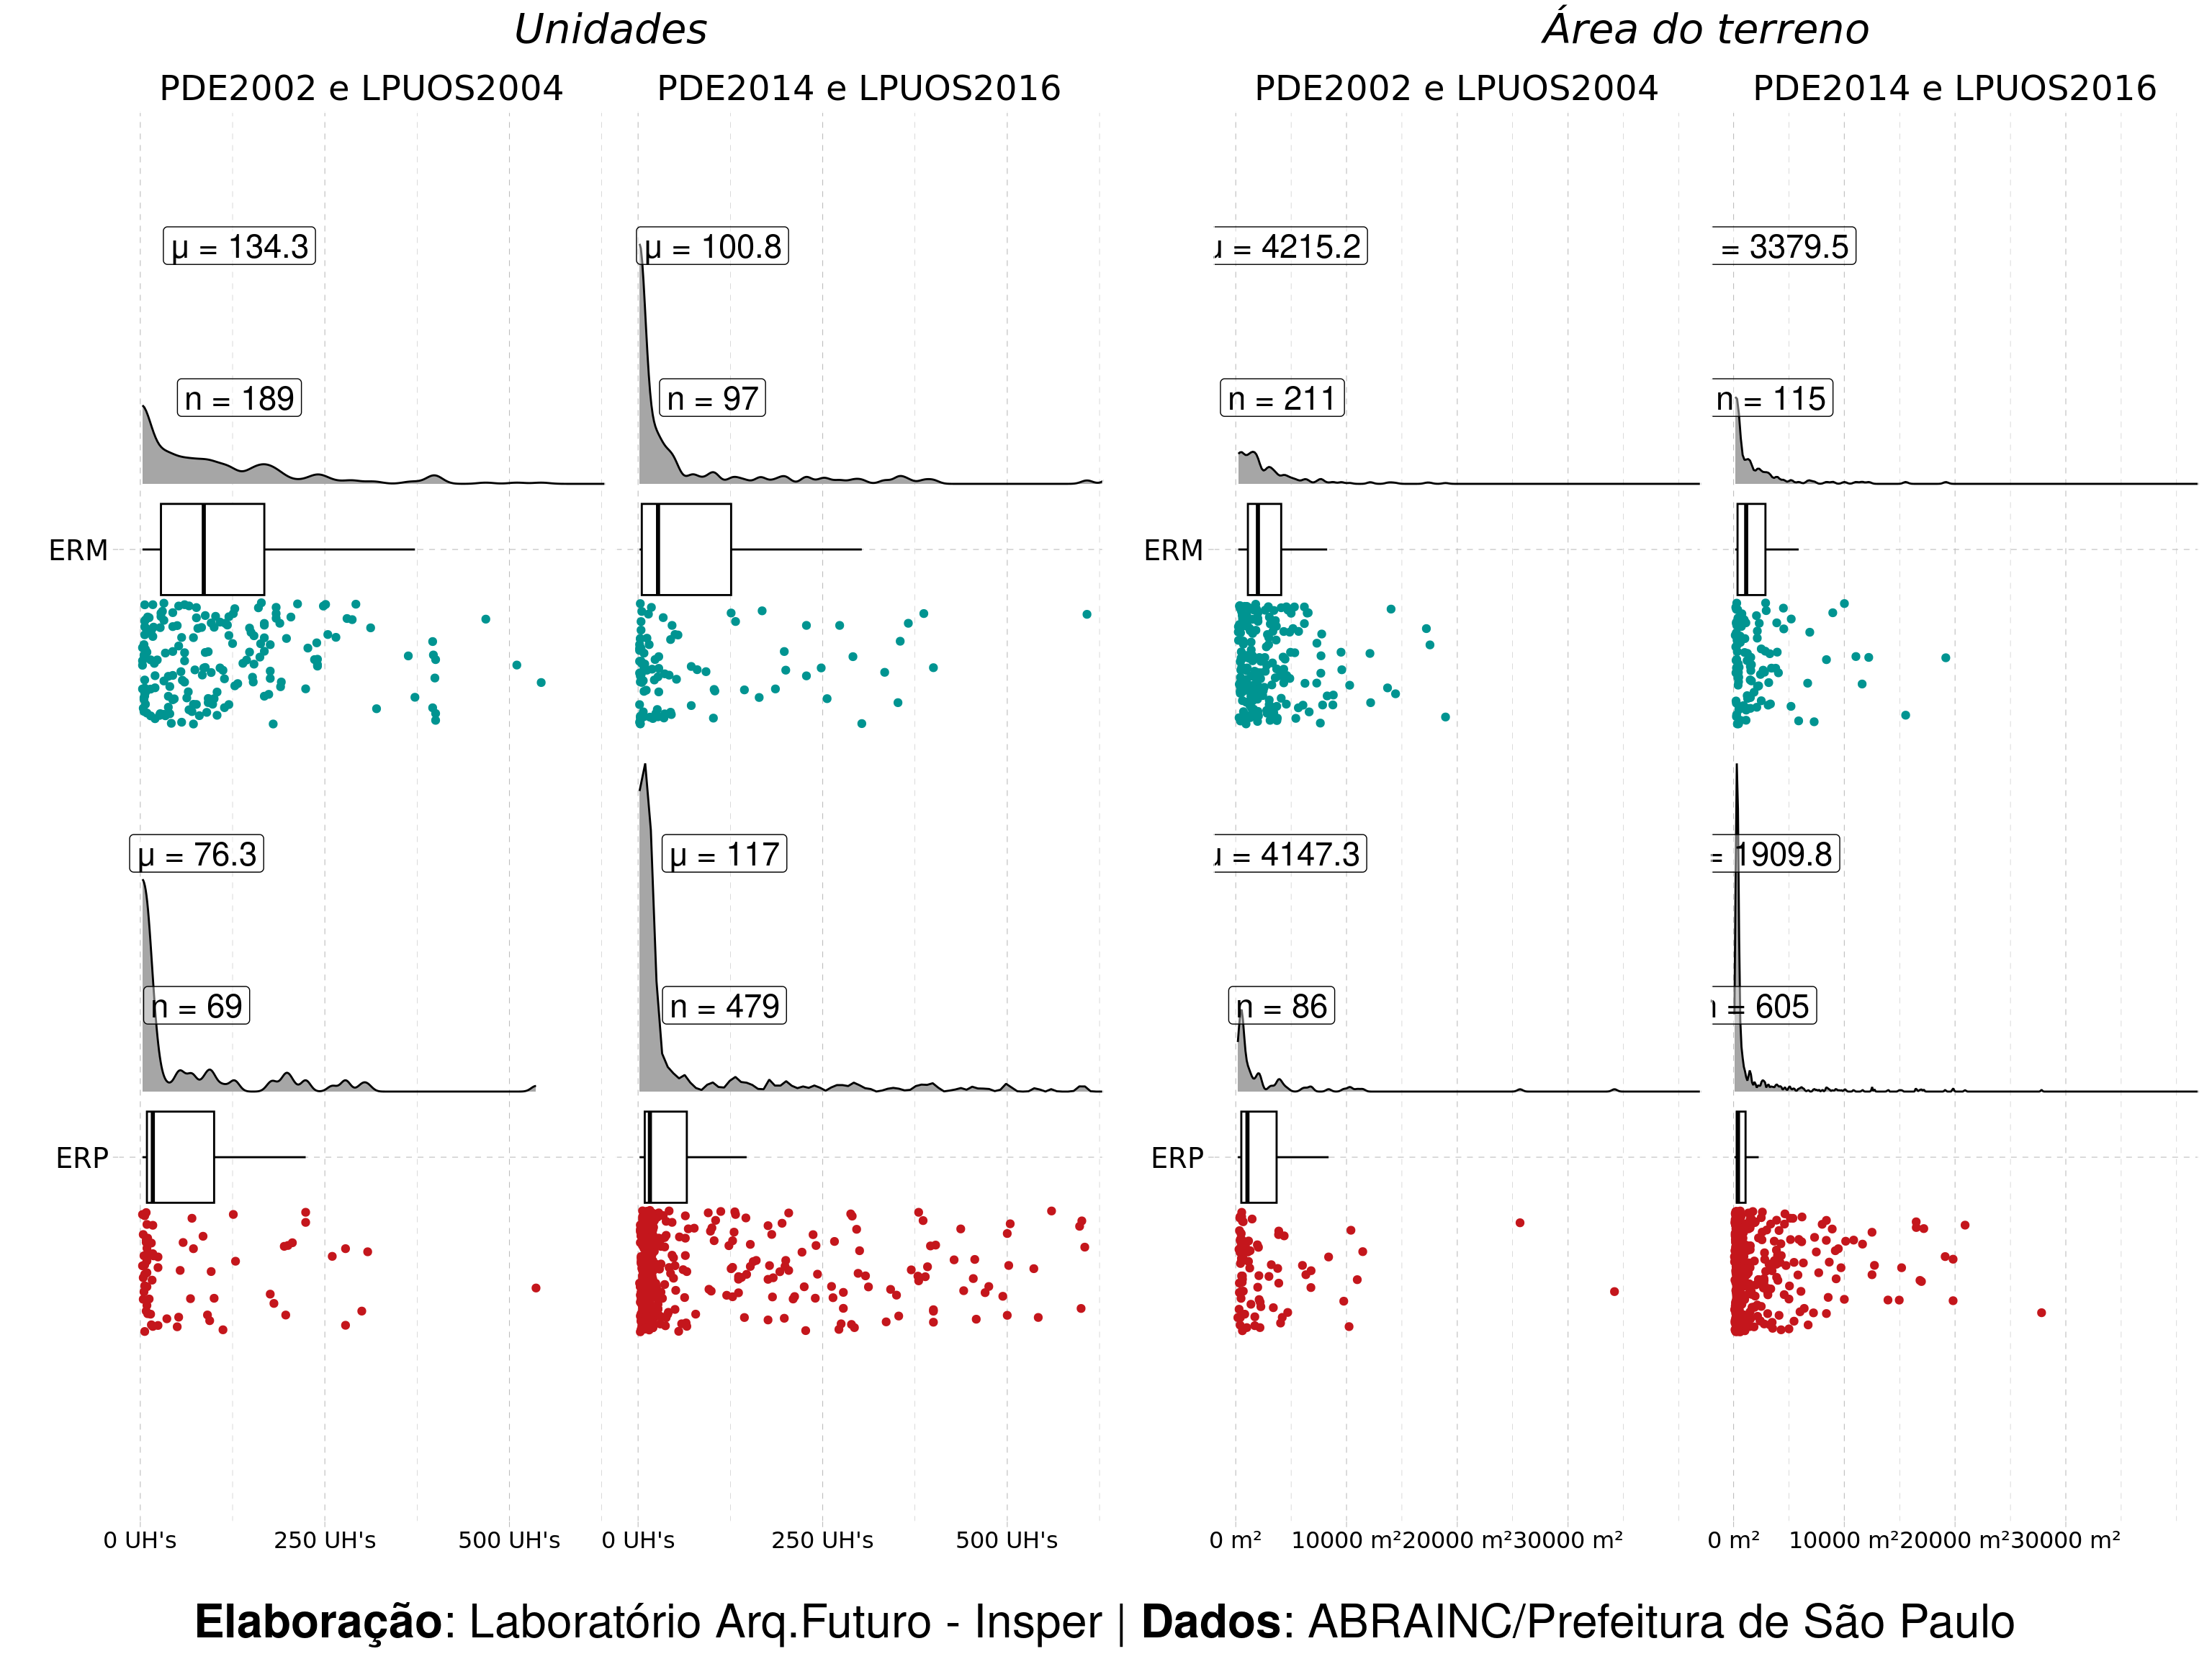 Unidades
Área do terreno
PDE2002 e LPUOS2004
PDE2014 e LPUOS2016
PDE2002 e LPUOS2004
PDE2014 e LPUOS2016
µ = 134.3
µ = 100.8
µ = 4215.2
= 3379.5
n = 189
n = 97
n = 211
n = 115
ERM
ERM
µ = 76.3
µ = 117
µ = 4147.3
= 1909.8
n = 69
n = 479
n = 86
n = 605
ERP
ERP
0 UH's 250 UH's 500 UH's
0 UH's 250 UH's 500 UH's
0 m² 10000 m² 20000 m² 30000 m²
0 m² 10000 m² 20000 m² 30000 m²
Elaboração: Laboratório Arq.Futuro - Insper | Dados: ABRAINC/Prefeitura de São Paulo